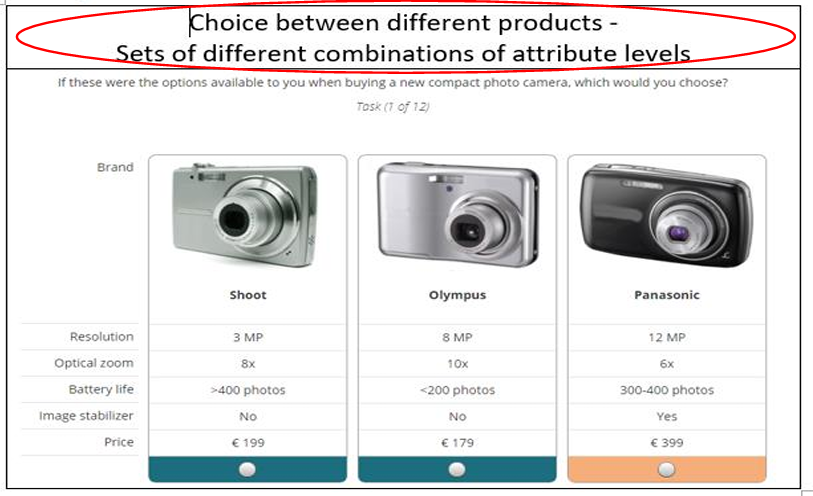 Choice between different products -
Sets of different combinations of attribute levels
If these were the options available to you when buying a new compact photo camera, which would you choose?
Task (1 of 12)
Brand
Shoot Olympus Panasonic
Resolution 3 MP 8 MP 12 MP
Optical zoom 8x 10x 6x
Battery life >400 photos <200 photos 300-400 photos
Image stabilizer No No Yes
Price € 199 € 179 € 399